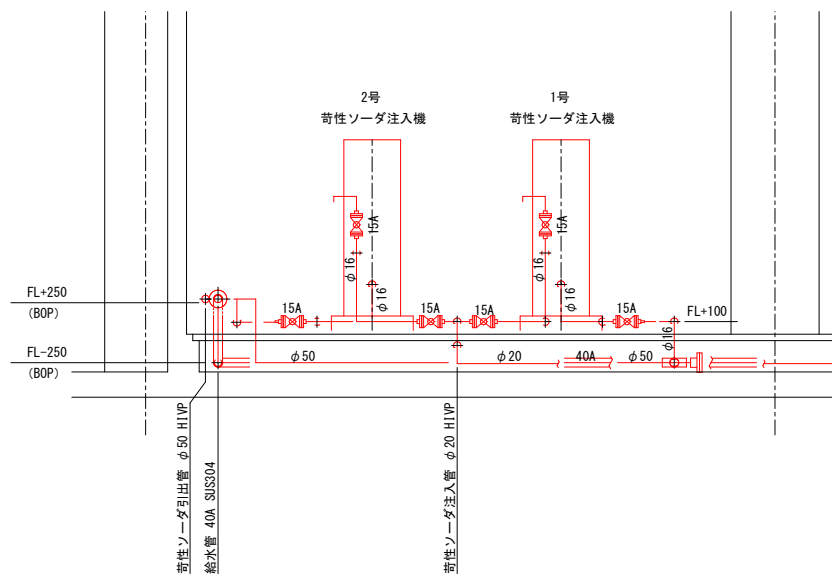 2号
苛性ソーダ注入機
1号
苛性ソーダ注入機
15A
15A
φ16
φ16
φ16
φ16
FL+250
(BOP)
15A
15A
15A
15A
FL+100
φ16
FL-250
(BOP)
φ50
φ20
40A
φ50
苛性ソーダ引出管 φ50 HIVP
給水管 40A SUS304
苛性ソーダ注入管 φ20 HIVP